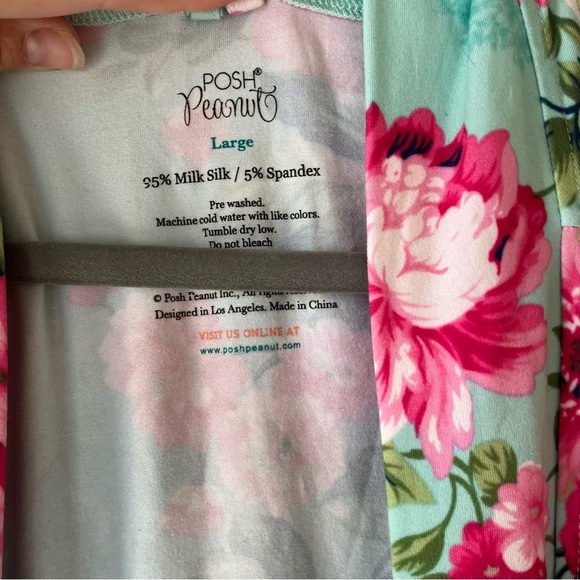 POSH®
Peanut
Large
95% Milk Silk / 5% Spandex
Pre washed.
Machine cold water with like colors.
Tumble dry low.
Do not bleach
© Posh Peanut Inc., All rights
Designed in Los Angeles. Made in China
VISIT US ONLINE AT
www.poshpeanut.com